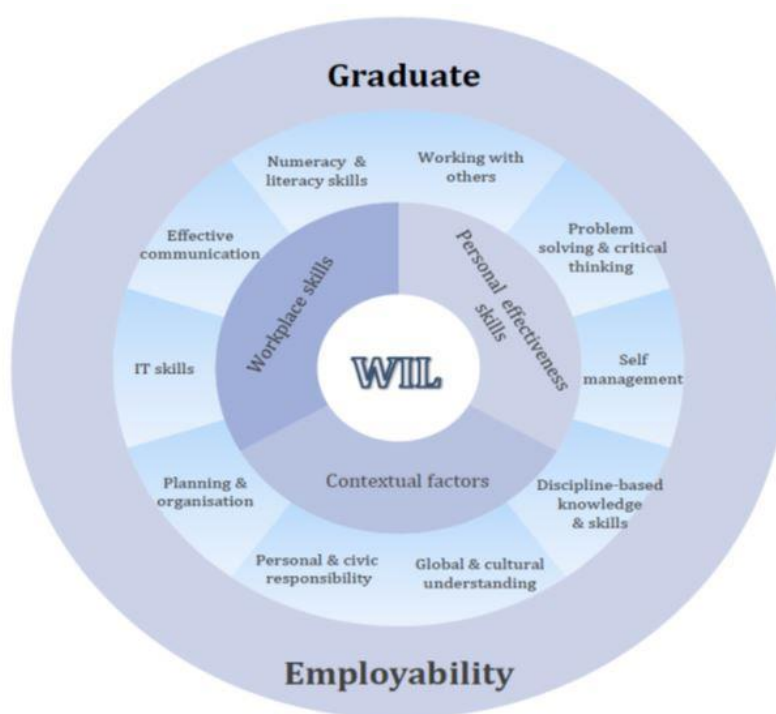 Graduate
Numeracy &
literacy skills
Working with
others
Effective
communication
Problem
solving & critical
thinking
Workplace skills
Personal effectiveness
skills
IT skills
WIL
Self
management
Planning &
organisation
Contextual factors
Discipline-based
knowledge
& skills
Personal & civic
responsibility
Global & cultural
understanding
Employability